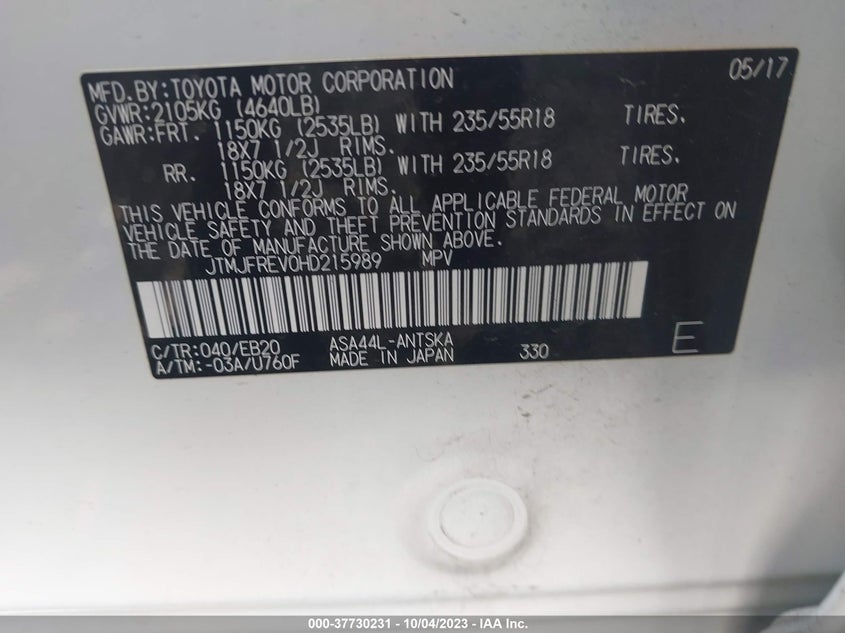 MFD.BY:TOYOTA MOTOR CORPORATION 05/17
GVWR:2105KG (4640LB)
GAWR:FRT. 1150KG (2535LB) WITH 235/55R18 TIRES.
18X7 1/2J RIMS.
RR. 1150KG (2535LB) WITH 235/55R18 TIRES.
18X7 1/2J RIMS.
THIS VEHICLE CONFORMS TO ALL APPLICABLE FEDERAL MOTOR
VEHICLE SAFETY AND THEFT PREVENTION STANDARDS IN EFFECT ON
THE DATE OF MANUFACTURE SHOWN ABOVE.
JTMJFREV0HD215989 MPV
C/TR:040/EB20 ASA44L-ANTSKA
A/TM:-03A/U760F MADE IN JAPAN 330 E
000-37730231 - 10/04/2023 - IAA Inc.